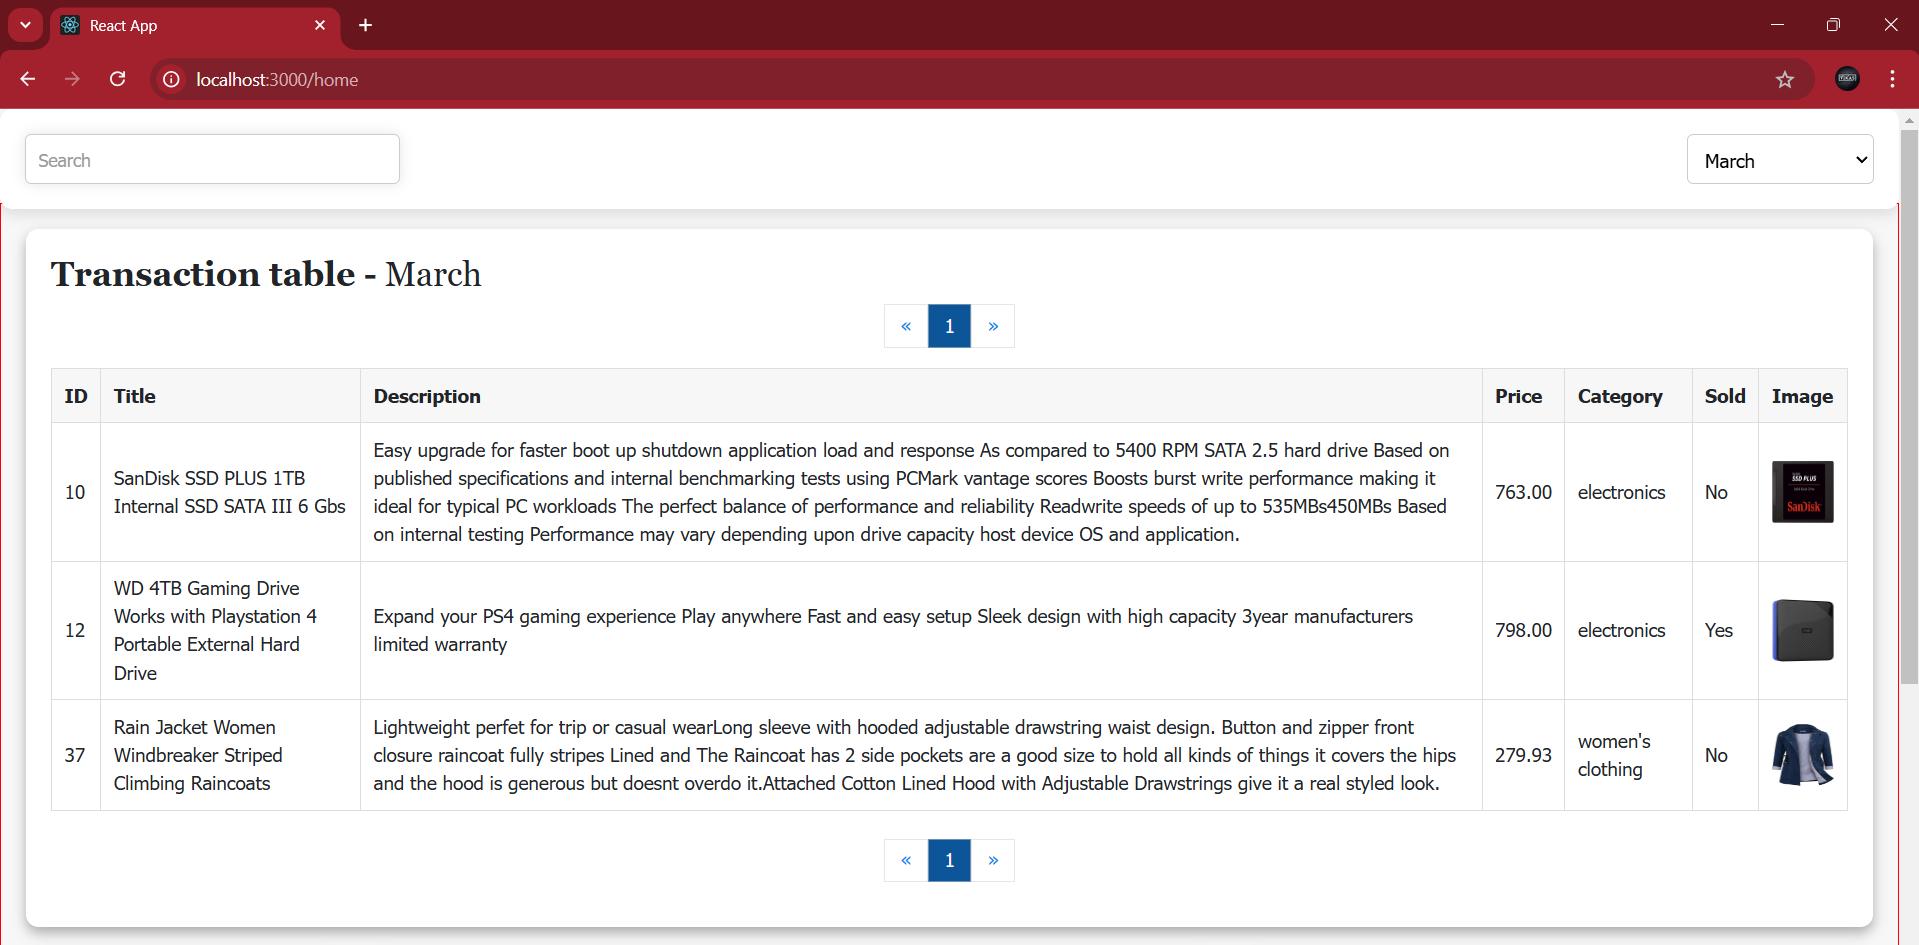 React App
localhost:3000/home
Search
March
Transaction table - March
« 1 »
ID Title Description Price Category Sold Image
10
SanDisk SSD PLUS 1TB
Internal SSD SATA III 6 Gbs
Easy upgrade for faster boot up shutdown application load and response As compared to 5400 RPM SATA 2.5 hard drive Based on
published specifications and internal benchmarking tests using PCMark vantage scores Boosts burst write performance making it
ideal for typical PC workloads The perfect balance of performance and reliability Readwrite speeds of up to 535MBs450MBs Based
on internal testing Performance may vary depending upon drive capacity host device OS and application.
763.00
electronics
No
SSD PLUS
SanDisk
12
WD 4TB Gaming Drive
Works with Playstation 4
Portable External Hard
Drive
Expand your PS4 gaming experience Play anywhere Fast and easy setup Sleek design with high capacity 3year manufacturers
limited warranty
798.00
electronics
Yes
37
Rain Jacket Women
Windbreaker Striped
Climbing Raincoats
Lightweight perfet for trip or casual wearLong sleeve with hooded adjustable drawstring waist design. Button and zipper front
closure raincoat fully stripes Lined and The Raincoat has 2 side pockets are a good size to hold all kinds of things it covers the hips
and the hood is generous but doesnt overdo it.Attached Cotton Lined Hood with Adjustable Drawstrings give it a real styled look.
279.93
women's
clothing
No
« 1 »